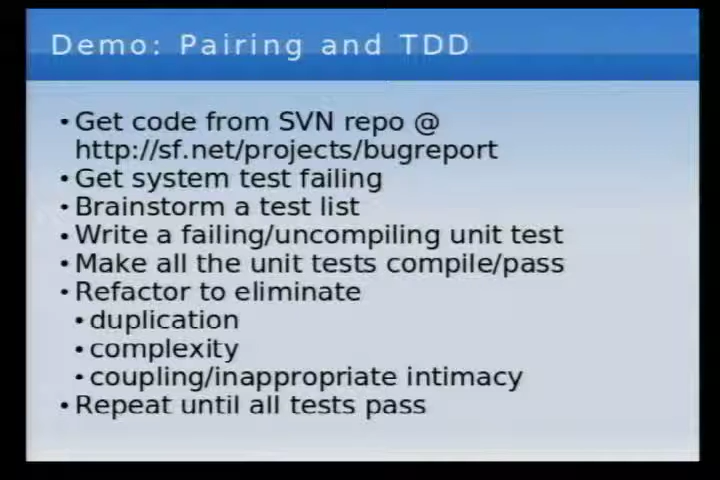 Demo: Pairing and TDD
•Get code from SVN repo @
http://sf.net/projects/bugreport
•Get system test failing
•Brainstorm a test list
•Write a failing/uncompiling unit test
•Make all the unit tests compile/pass
•Refactor to eliminate
•duplication
•complexity
•coupling/inappropriate intimacy
•Repeat until all tests pass